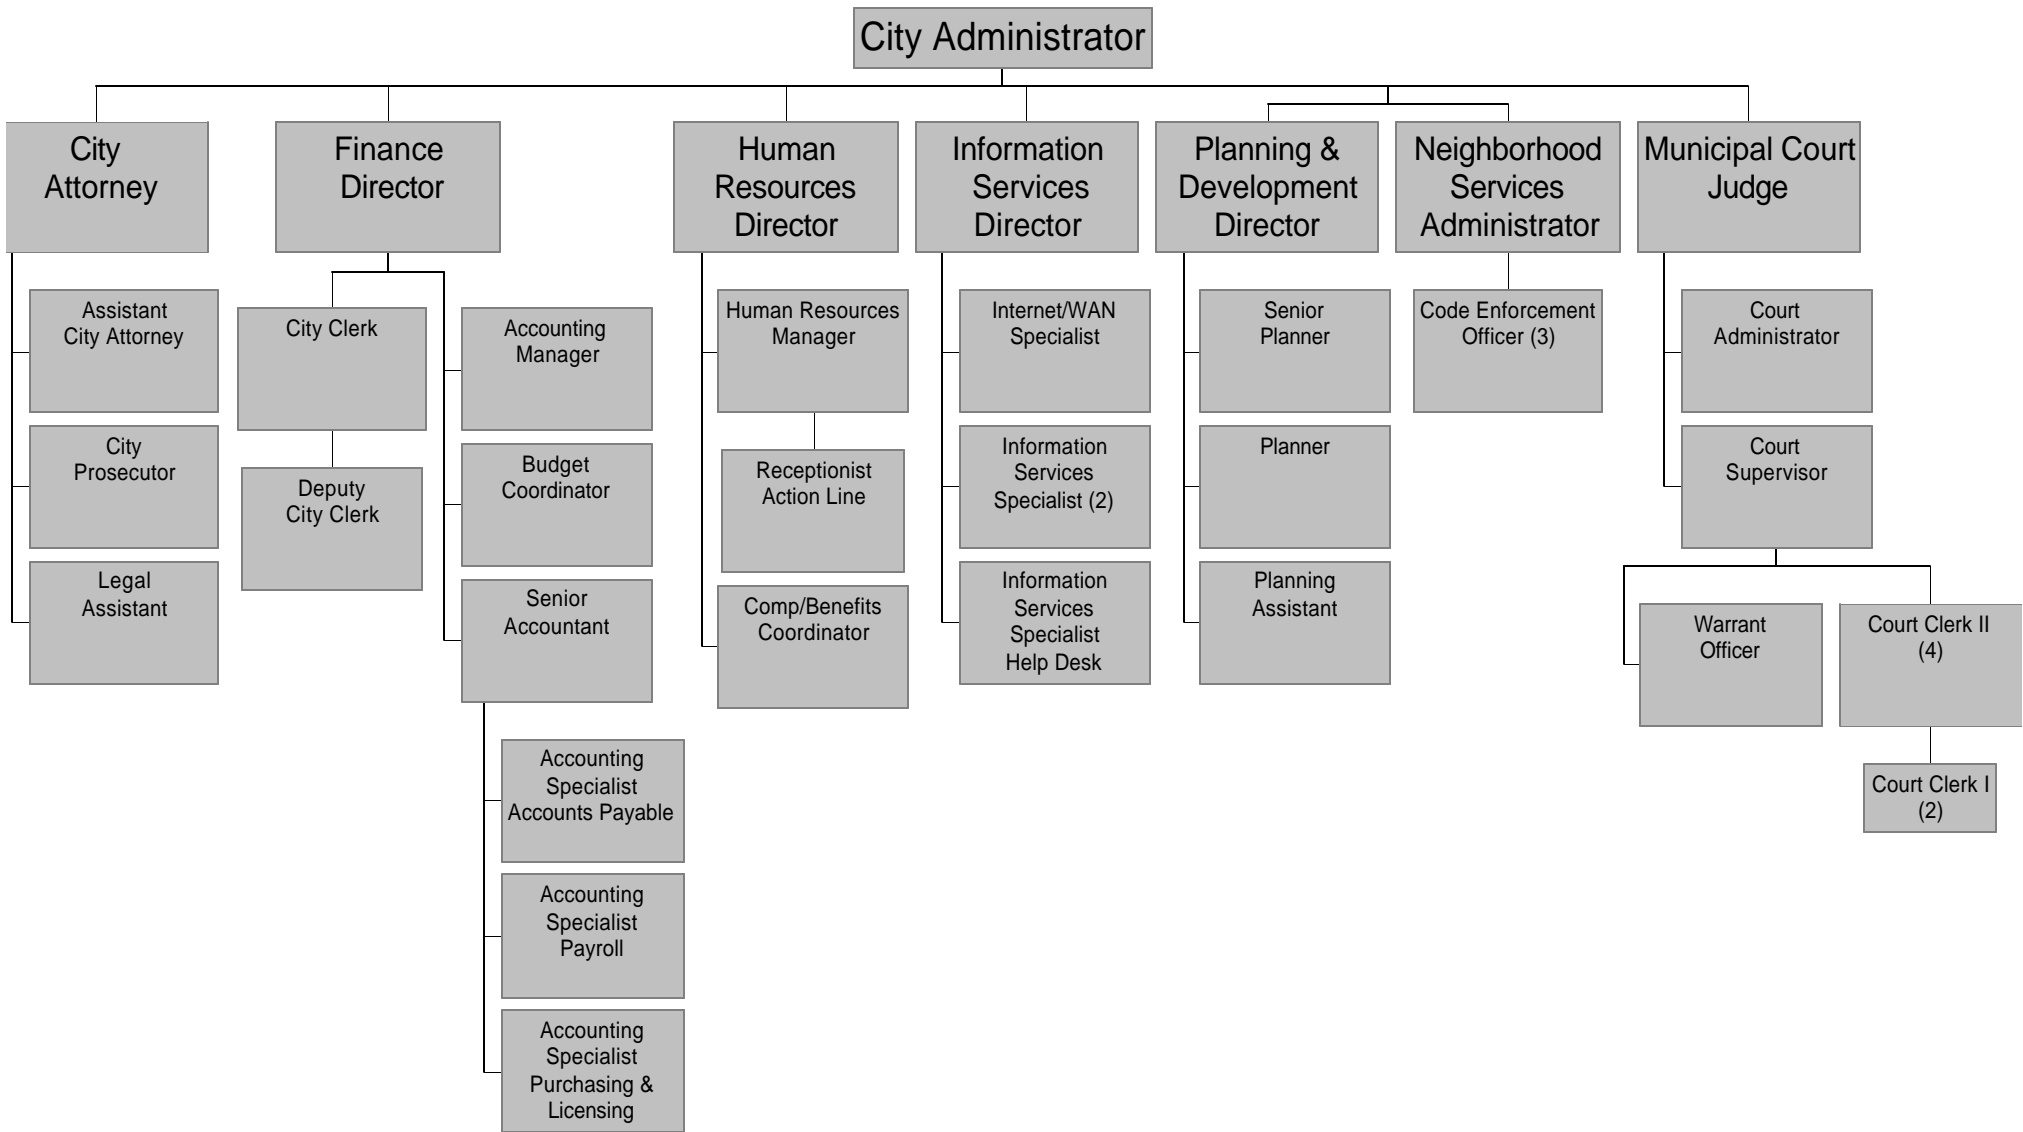 City Administrator
City
Attorney
Finance
Director
Human
Resources
Director
Information
Services
Director
Planning &
Development
Director
Neighborhood
Services
Administrator
Municipal Court
Judge
Assistant
City Attorney
City
Prosecutor
Legal
Assistant
City Clerk
Deputy
City Clerk
Accounting
Manager
Budget
Coordinator
Senior
Accountant
Accounting
Specialist
Accounts Payable
Accounting
Specialist
Payroll
Accounting
Specialist
Purchasing &
Licensing
Human Resources
Manager
Receptionist
Action Line
Comp/Benefits
Coordinator
Internet/WAN
Specialist
Information
Services
Specialist (2)
Information
Services
Specialist
Help Desk
Senior
Planner
Planner
Planning
Assistant
Code Enforcement
Officer (3)
Court
Administrator
Court
Supervisor
Warrant
Officer
Court Clerk II
(4)
Court Clerk I
(2)